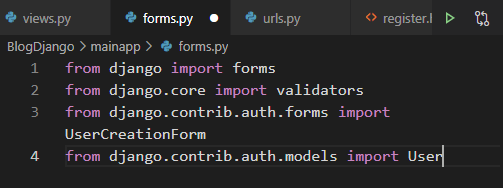 views.py forms.py urls.py register.l
BlogDjango > mainapp > forms.py
1 from django import forms
2 from django.core import validators
3 from django.contrib.auth.forms import
UserCreationForm
4 from django.contrib.auth.models import User